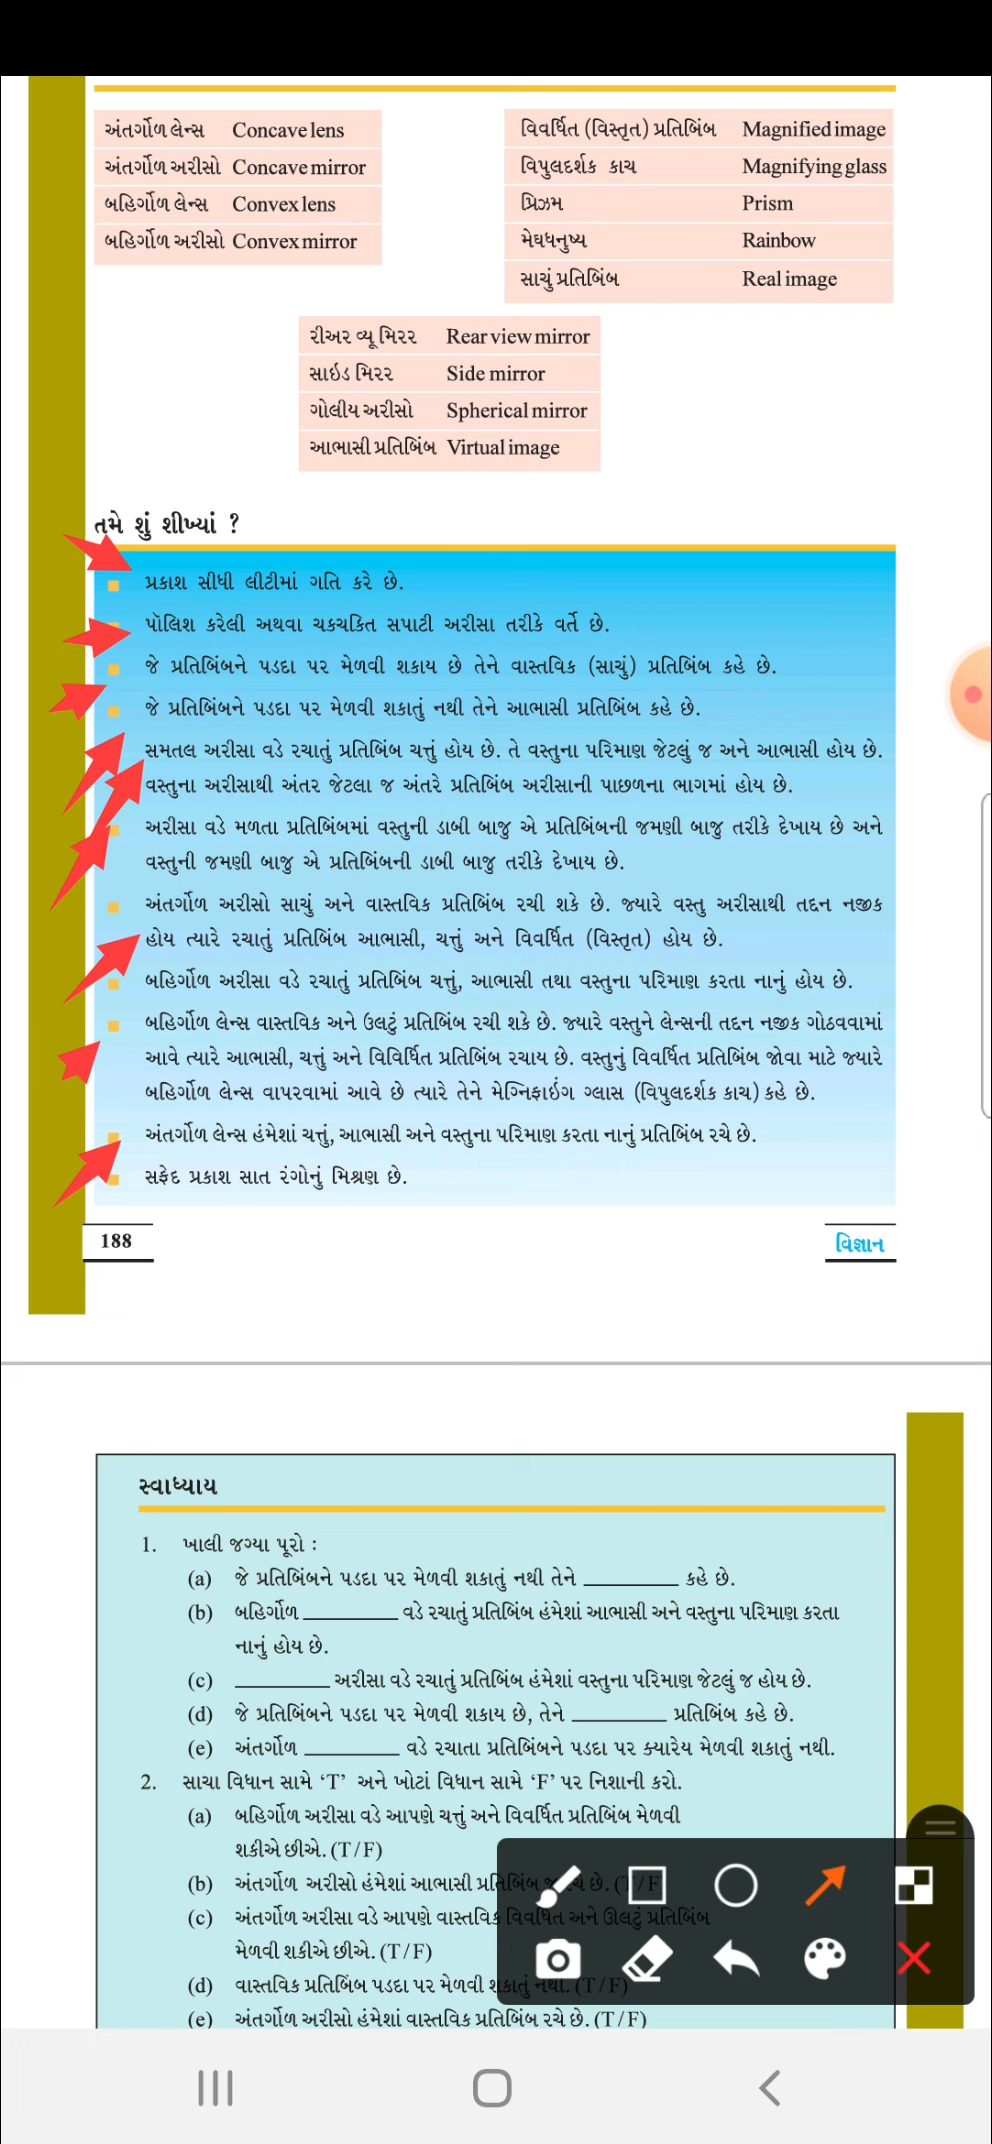 અંતર્ગોળ લેન્સ Concave lens
અંતર્ગોળ અરીસો Concave mirror
બહિર્ગોળ લેન્સ Convex lens
બહિર્ગોળ અરીસો Convex mirror
વિવર્ધિત (વિસ્તૃત) પ્રતિબિંબ Magnified image
વિપુલદર્શક કાચ Magnifying glass
પ્રિઝમ Prism
મેઘધનુષ્ય Rainbow
સાચું પ્રતિબિંબ Real image
રીઅર વ્યૂ મિરર Rear view mirror
સાઇડ મિરર Side mirror
ગોલીય અરીસો Spherical mirror
આભાસી પ્રતિબિંબ Virtual image
તમે શું શીખ્યાં ?
પ્રકાશ સીધી લીટીમાં ગતિ કરે છે.
પૉલિશ કરેલી અથવા ચકચકિત સપાટી અરીસા તરીકે વર્તે છે.
જે પ્રતિબિંબને પડદા પર મેળવી શકાય છે તેને વાસ્તવિક (સાચું) પ્રતિબિંબ કહે છે.
જે પ્રતિબિંબને પડદા પર મેળવી શકાતું નથી તેને આભાસી પ્રતિબિંબ કહે છે.
સમતલ અરીસા વડે રચાતું પ્રતિબિંબ ચત્તું હોય છે. તે વસ્તુના પરિમાણ જેટલું જ અને આભાસી હોય છે.
વસ્તુના અરીસાથી અંતર જેટલા જ અંતરે પ્રતિબિંબ અરીસાની પાછળના ભાગમાં હોય છે.
અરીસા વડે મળતા પ્રતિબિંબમાં વસ્તુની ડાબી બાજુ એ પ્રતિબિંબની જમણી બાજુ તરીકે દેખાય છે અને
વસ્તુની જમણી બાજુ એ પ્રતિબિંબની ડાબી બાજુ તરીકે દેખાય છે.
અંતર્ગોળ અરીસો સાચું અને વાસ્તવિક પ્રતિબિંબ રચી શકે છે. જ્યારે વસ્તુ અરીસાથી તદ્દન નજીક
હોય ત્યારે રચાતું પ્રતિબિંબ આભાસી, ચત્તું અને વિવર્ધિત (વિસ્તૃત) હોય છે.
બહિર્ગોળ અરીસા વડે રચાતું પ્રતિબિંબ ચત્તું, આભાસી તથા વસ્તુના પરિમાણ કરતા નાનું હોય છે.
બહિર્ગોળ લેન્સ વાસ્તવિક અને ઉલટું પ્રતિબિંબ રચી શકે છે. જ્યારે વસ્તુને લેન્સની તદ્દન નજીક ગોઠવવામાં
આવે ત્યારે આભાસી, ચત્તું અને વિવિર્ધિત પ્રતિબિંબ રચાય છે. વસ્તુનું વિવર્ધિત પ્રતિબિંબ જોવા માટે જ્યારે
બહિર્ગોળ લેન્સ વાપરવામાં આવે છે ત્યારે તેને મેગ્નિફાઇંગ ગ્લાસ (વિપુલદર્શક કાચ) કહે છે.
અંતર્ગોળ લેન્સ હંમેશાં ચત્તું, આભાસી અને વસ્તુના પરિમાણ કરતા નાનું પ્રતિબિંબ રચે છે.
સફેદ પ્રકાશ સાત રંગોનું મિશ્રણ છે.
188
વિજ્ઞાન
સ્વાધ્યાય
1. ખાલી જગ્યા પૂરો :
(a) જે પ્રતિબિંબને પડદા પર મેળવી શકાતું નથી તેને _________ કહે છે.
(b) બહિર્ગોળ _________ વડે રચાતું પ્રતિબિંબ હંમેશાં આભાસી અને વસ્તુના પરિમાણ કરતા
નાનું હોય છે.
(c) _________ અરીસા વડે રચાતું પ્રતિબિંબ હંમેશાં વસ્તુના પરિમાણ જેટલું જ હોય છે.
(d) જે પ્રતિબિંબને પડદા પર મેળવી શકાય છે, તેને _________ પ્રતિબિંબ કહે છે.
(e) અંતર્ગોળ _________ વડે રચાતા પ્રતિબિંબને પડદા પર ક્યારેય મેળવી શકાતું નથી.
2. સાચા વિધાન સામે ‘T’ અને ખોટાં વિધાન સામે ‘F’ પર નિશાની કરો.
(a) બહિર્ગોળ અરીસા વડે આપણે ચત્તું અને વિવર્ધિત પ્રતિબિંબ મેળવી
શકીએ છીએ. (T/F)
(b) અંતર્ગોળ અરીસો હંમેશાં આભાસી પ્રતિબિંબ જ રચે છે. (T/F)
(c) અંતર્ગોળ અરીસા વડે આપણે વાસ્તવિક વિવર્ધિત અને ઊલટું પ્રતિબિંબ
મેળવી શકીએ છીએ. (T/F)
(d) વાસ્તવિક પ્રતિબિંબ પડદા પર મેળવી શકાતું નથી. (T/F)
(e) અંતર્ગોળ અરીસો હંમેશાં વાસ્તવિક પ્રતિબિંબ રચે છે. (T/F)